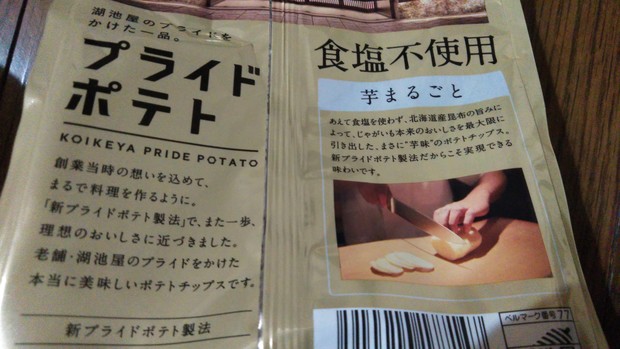 湖池屋のプライドを
かけた一品。
プライド
ポテト
KOIKEYA PRIDE POTATO
創業当時の想いを込めて、
まるで料理を作るように。
「新プライドポテト製法」で、また一歩、
理想のおいしさに近づきました。
老舗・湖池屋のプライドをかけた
本当に美味しいポテトチップスです。
新プライドポテト製法
食塩不使用
芋まるごと
あえて食塩を使わず、北海道産昆布の旨みに
よって、じゃがいも本来のおいしさを最大限に
引き出した、まさに“芋味”のポテトチップス。
新プライドポテト製法だからこそ実現できる
味わいです。
ベルマーク番号77